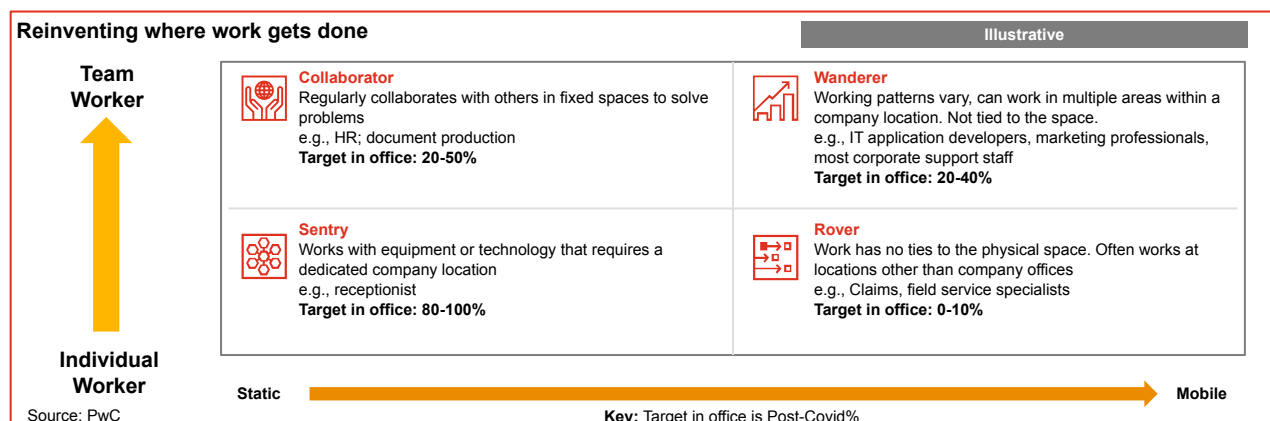 Reinventing where work gets done
Illustrative
Team
Worker
Collaborator
Regularly collaborates with others in fixed spaces to solve
problems
e.g., HR; document production
Target in office: 20-50%
Wanderer
Working patterns vary, can work in multiple areas within a
company location. Not tied to the space.
e.g., IT application developers, marketing professionals,
most corporate support staff
Target in office: 20-40%
Sentry
Works with equipment or technology that requires a
dedicated company location
e.g., receptionist
Target in office: 80-100%
Rover
Work has no ties to the physical space. Often works at
locations other than company offices
e.g., Claims, field service specialists
Target in office: 0-10%
Individual
Worker
Static
Mobile
Source: PwC
Key: Target in office is Post-Covid%